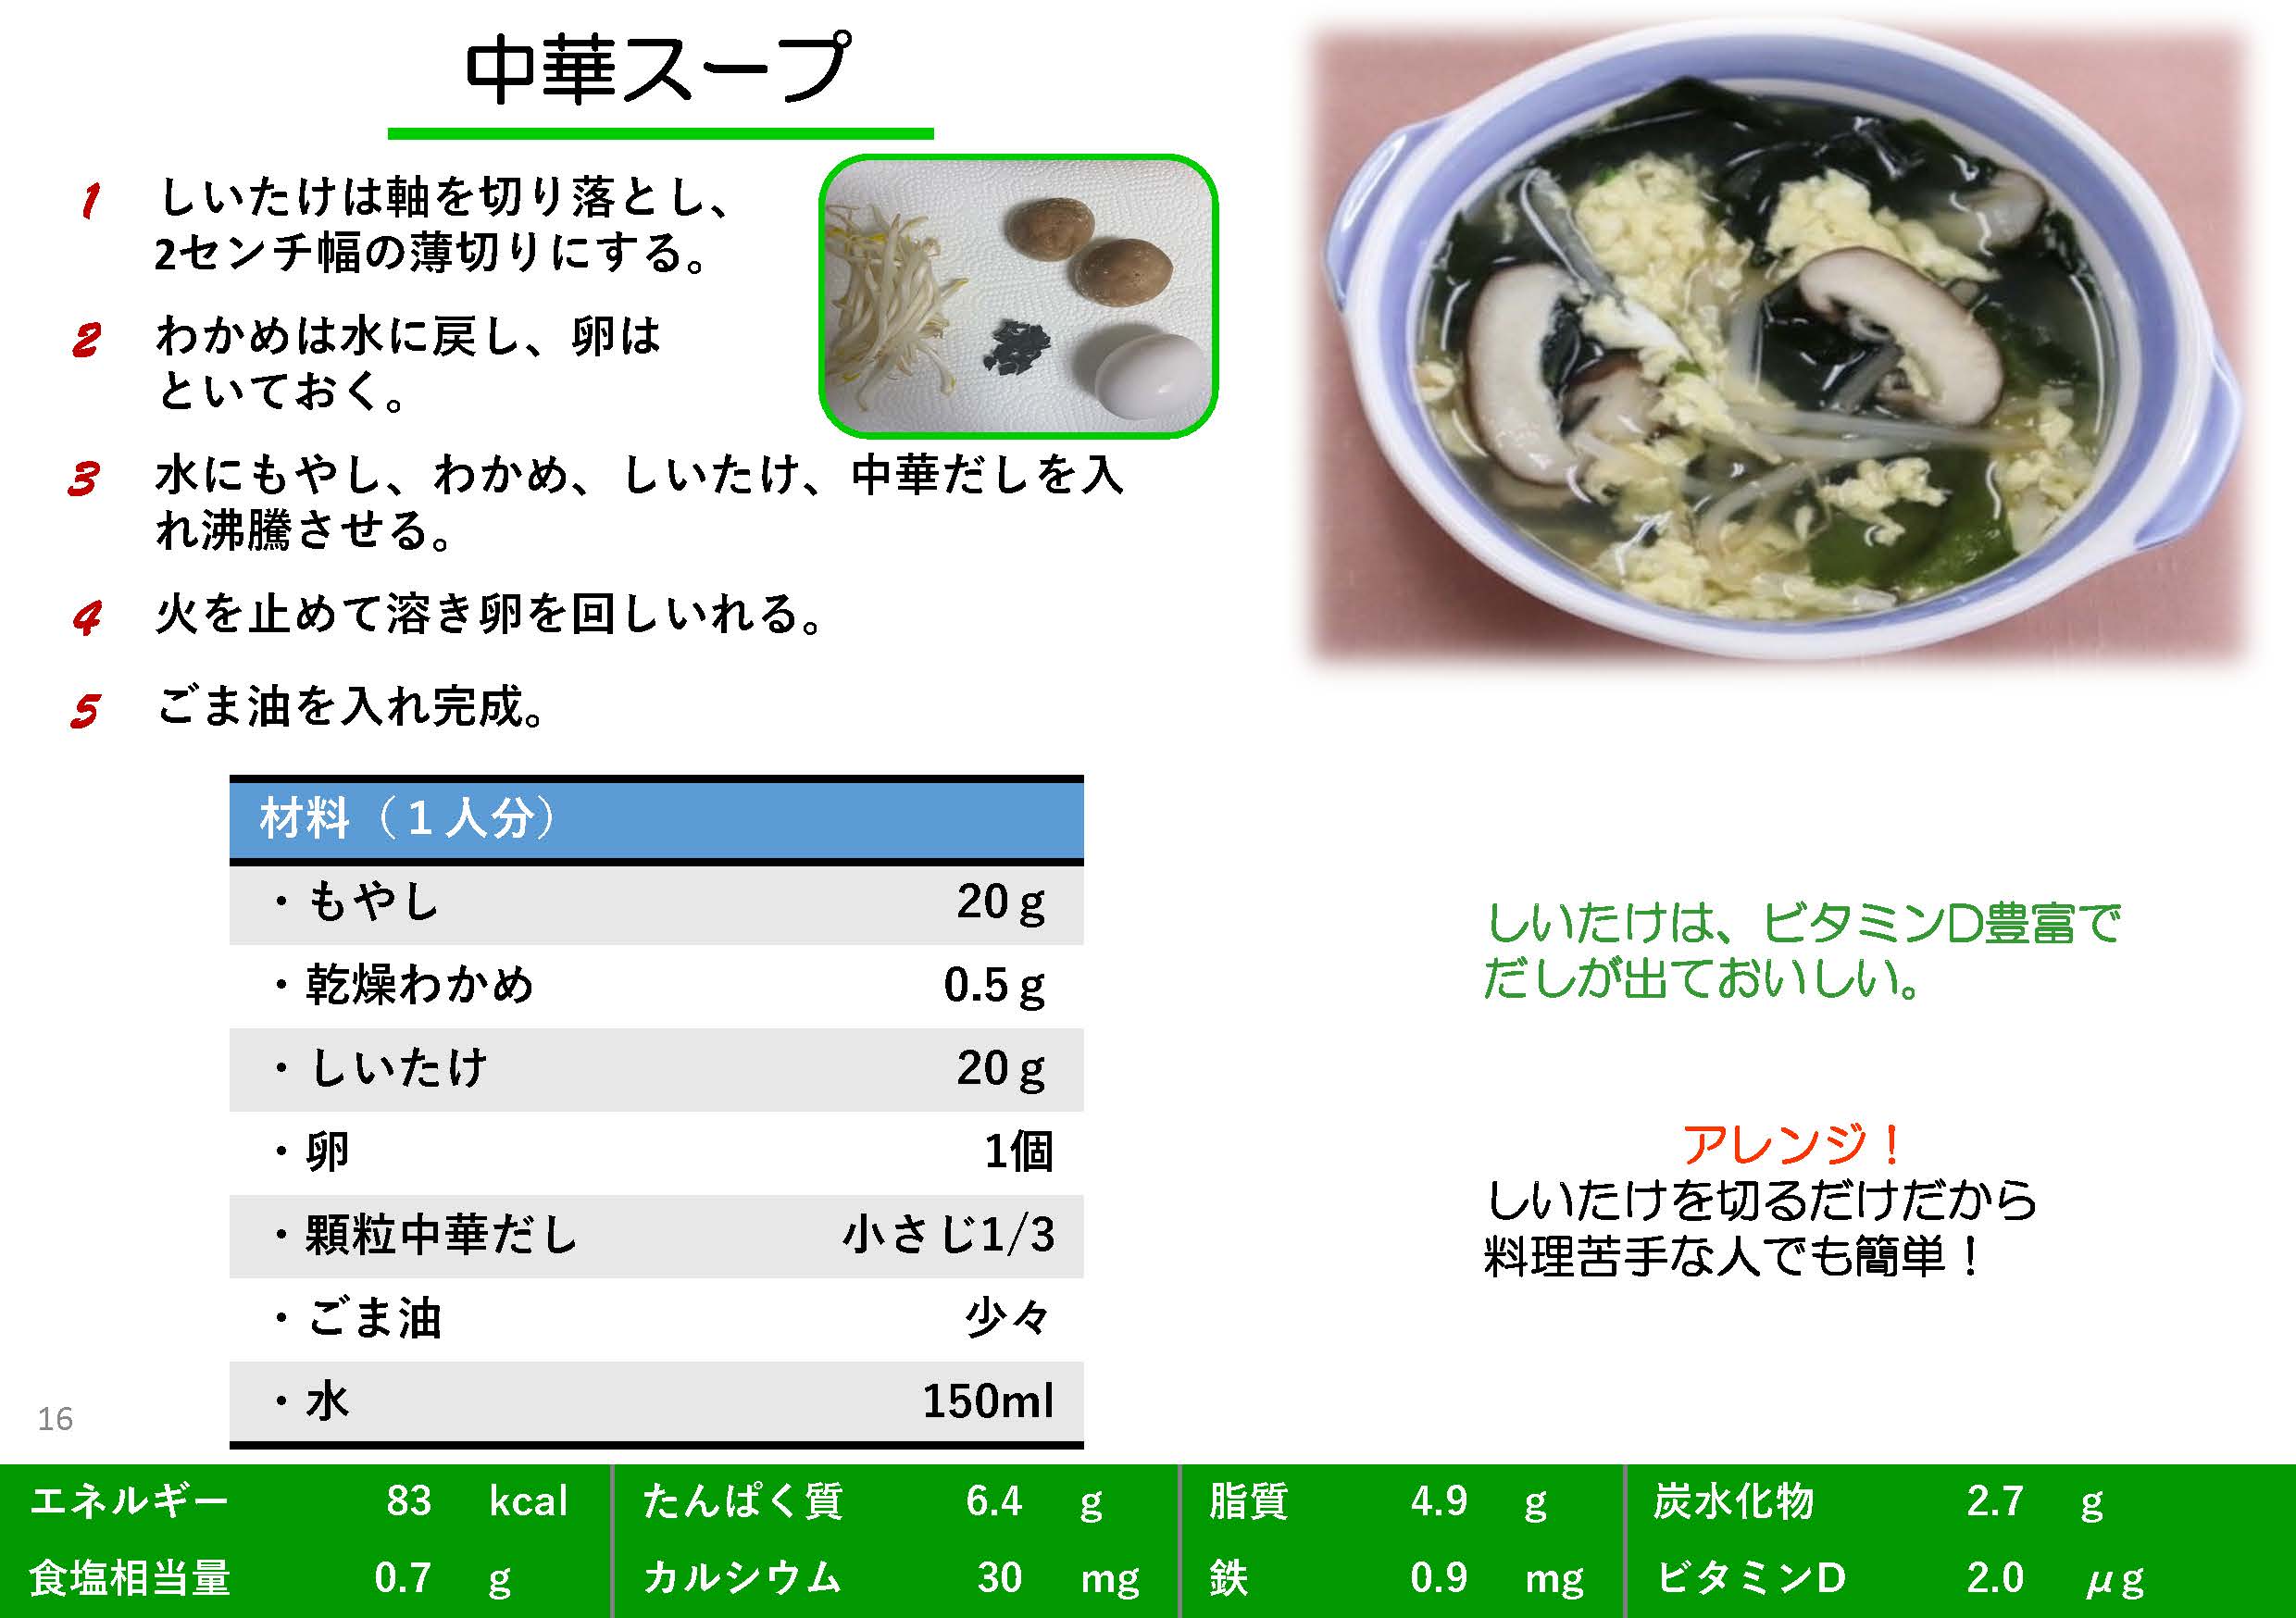 中華スープ
1 しいたけは軸を切り落とし、
2センチ幅の薄切りにする。
2 わかめは水に戻し、卵は
といておく。
3 水にもやし、わかめ、しいたけ、中華だしを入
れ沸騰させる。
4 火を止めて溶き卵を回しいれる。
5 ごま油を入れ完成。
材料（１人分）
・もやし 20ｇ
・乾燥わかめ 0.5ｇ
・しいたけ 20ｇ
・卵 1個
・顆粒中華だし 小さじ1/3
・ごま油 少々
・水 150ml
しいたけは、ビタミンD豊富で
だしが出ておいしい。
アレンジ！
しいたけを切るだけだから
料理苦手な人でも簡単！
16
エネルギー 83 kcal たんぱく質 6.4 g 脂質 4.9 g 炭水化物 2.7 g
食塩相当量 0.7 g カルシウム 30 mg 鉄 0.9 mg ビタミンD 2.0 μg